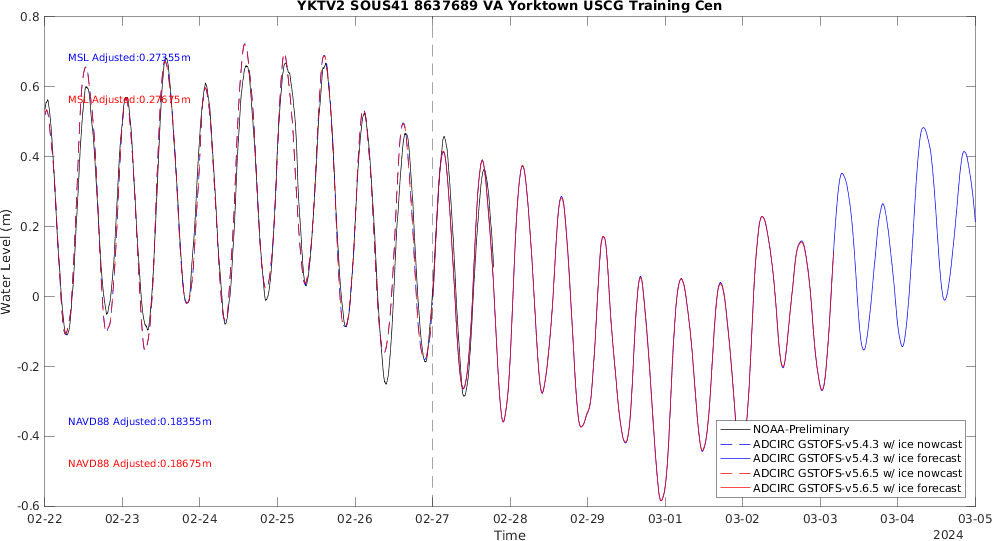 YKTV2 SOUS41 8637689 VA Yorktown USCG Training Cen
Water Level (m)
0.8
0.6
0.4
0.2
0
-0.2
-0.4
-0.6
MSL Adjusted:0.27355m
MSL Adjusted:0.27675m
NAVD88 Adjusted:0.18355m
NAVD88 Adjusted:0.18675m
NOAA-Preliminary
ADCIRC GSTOFS-v5.4.3 w/ ice nowcast
ADCIRC GSTOFS-v5.4.3 w/ ice forecast
ADCIRC GSTOFS-v5.6.5 w/ ice nowcast
ADCIRC GSTOFS-v5.6.5 w/ ice forecast
02-22 02-23 02-24 02-25 02-26 02-27 02-28 02-29 03-01 03-02 03-03 03-04 03-05
Time
2024